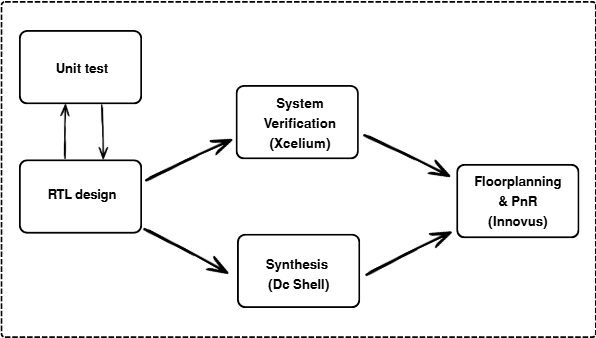 Unit test
RTL design
System
Verification
(Xcelium)
Synthesis
(Dc Shell)
Floorplanning
& PnR
(Innovus)